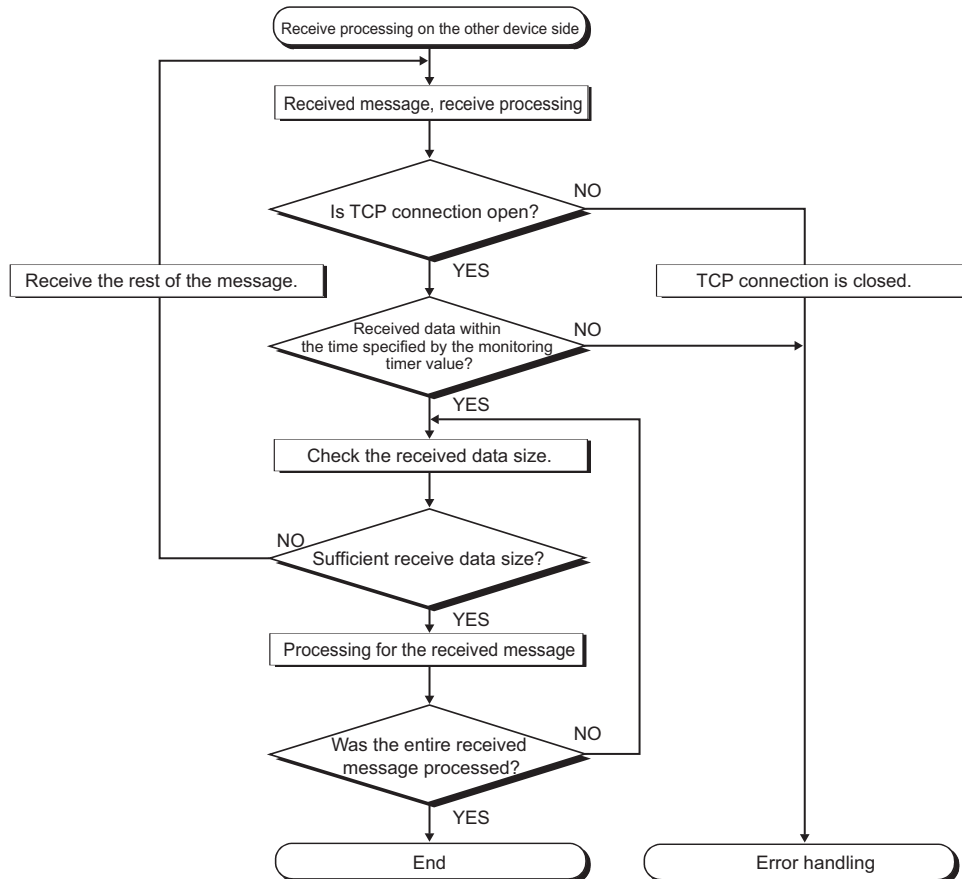 Receive processing on the other device side
Received message, receive processing
NO
Is TCP connection open?
YES
Receive the rest of the message.
TCP connection is closed.
Received data within
the time specified by the monitoring
timer value?
NO
YES
Check the received data size.
NO
Sufficient receive data size?
YES
Processing for the received message
NO
Was the entire received
message processed?
YES
End
Error handling